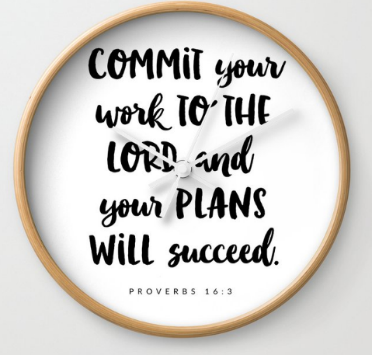 COMMiT your
work TO THE
LORD and
your PLANS
WiLL succeed.
PROVERBS 16:3